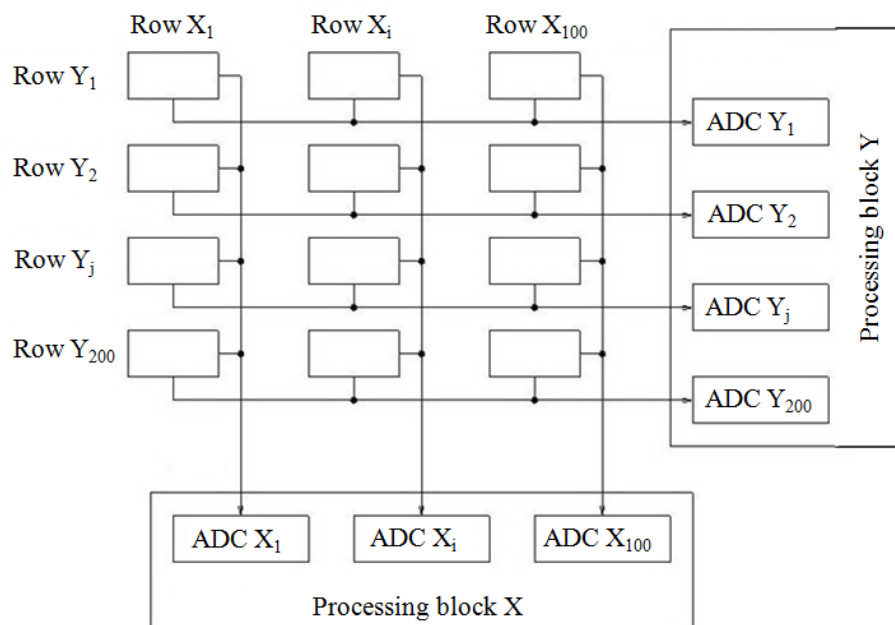 Row X₁ Row Xᵢ Row X₁₀₀
Row Y₁
ADC Y₁
Row Y₂
ADC Y₂
Row Yⱼ
ADC Yⱼ
Row Y₂₀₀
ADC Y₂₀₀
Processing block Y
ADC X₁ ADC Xᵢ ADC X₁₀₀
Processing block X